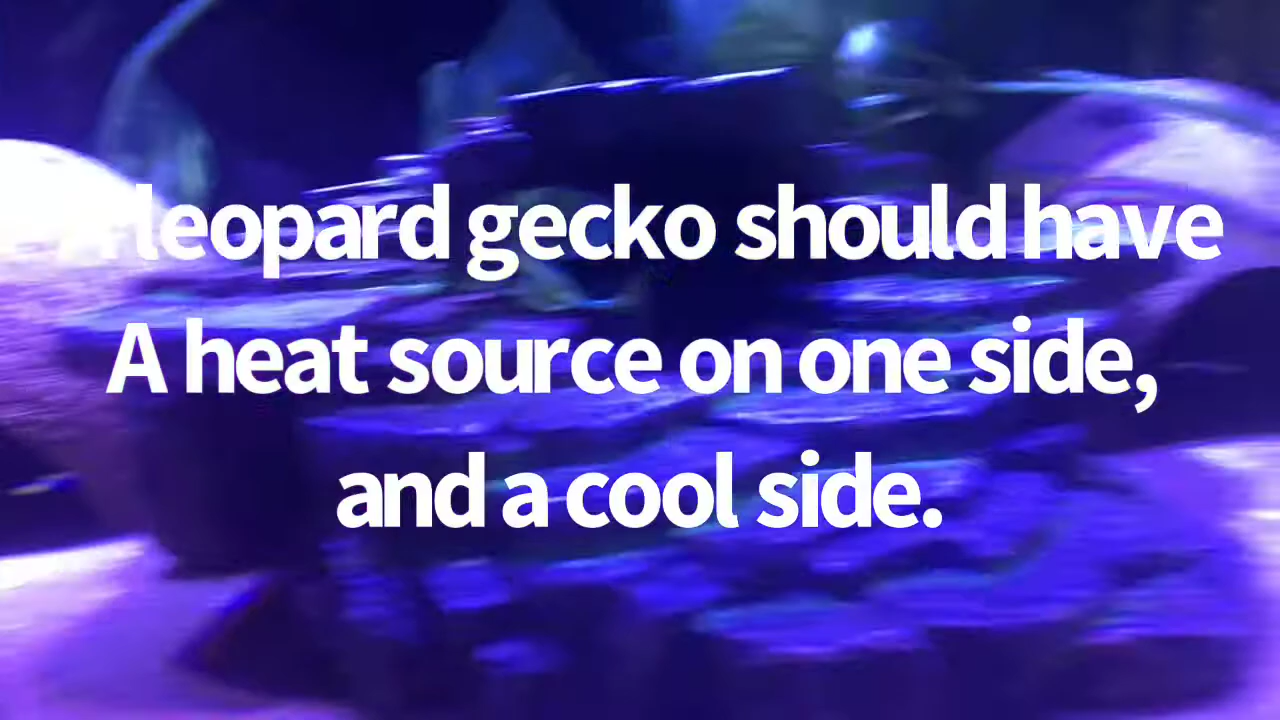 A leopard gecko should have
A heat source on one side,
and a cool side.